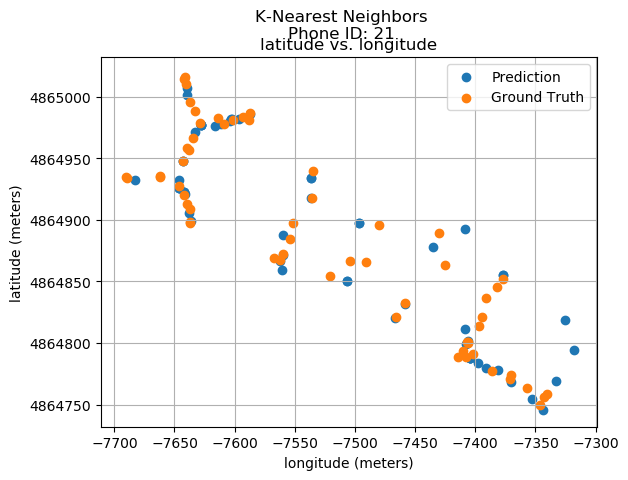 K-Nearest Neighbors
Phone ID: 21
latitude vs. longitude
Prediction
Ground Truth
latitude (meters)
4865000
4864950
4864900
4864850
4864800
4864750
−7700 −7650 −7600 −7550 −7500 −7450 −7400 −7350 −7300
longitude (meters)